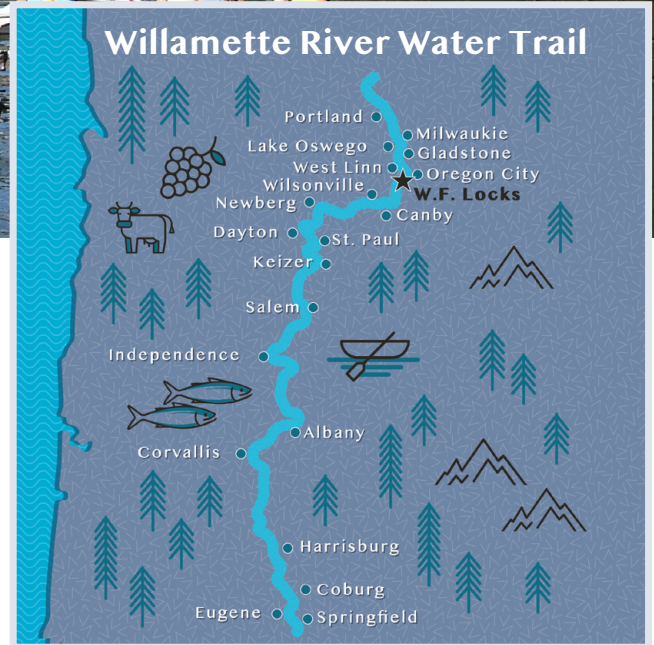 Willamette River Water Trail
Portland
Milwaukie
Lake Oswego
Gladstone
West Linn
Oregon City
Wilsonville
W.F. Locks
Newberg
Canby
Dayton
St. Paul
Keizer
Salem
Independence
Albany
Corvallis
Harrisburg
Coburg
Eugene
Springfield